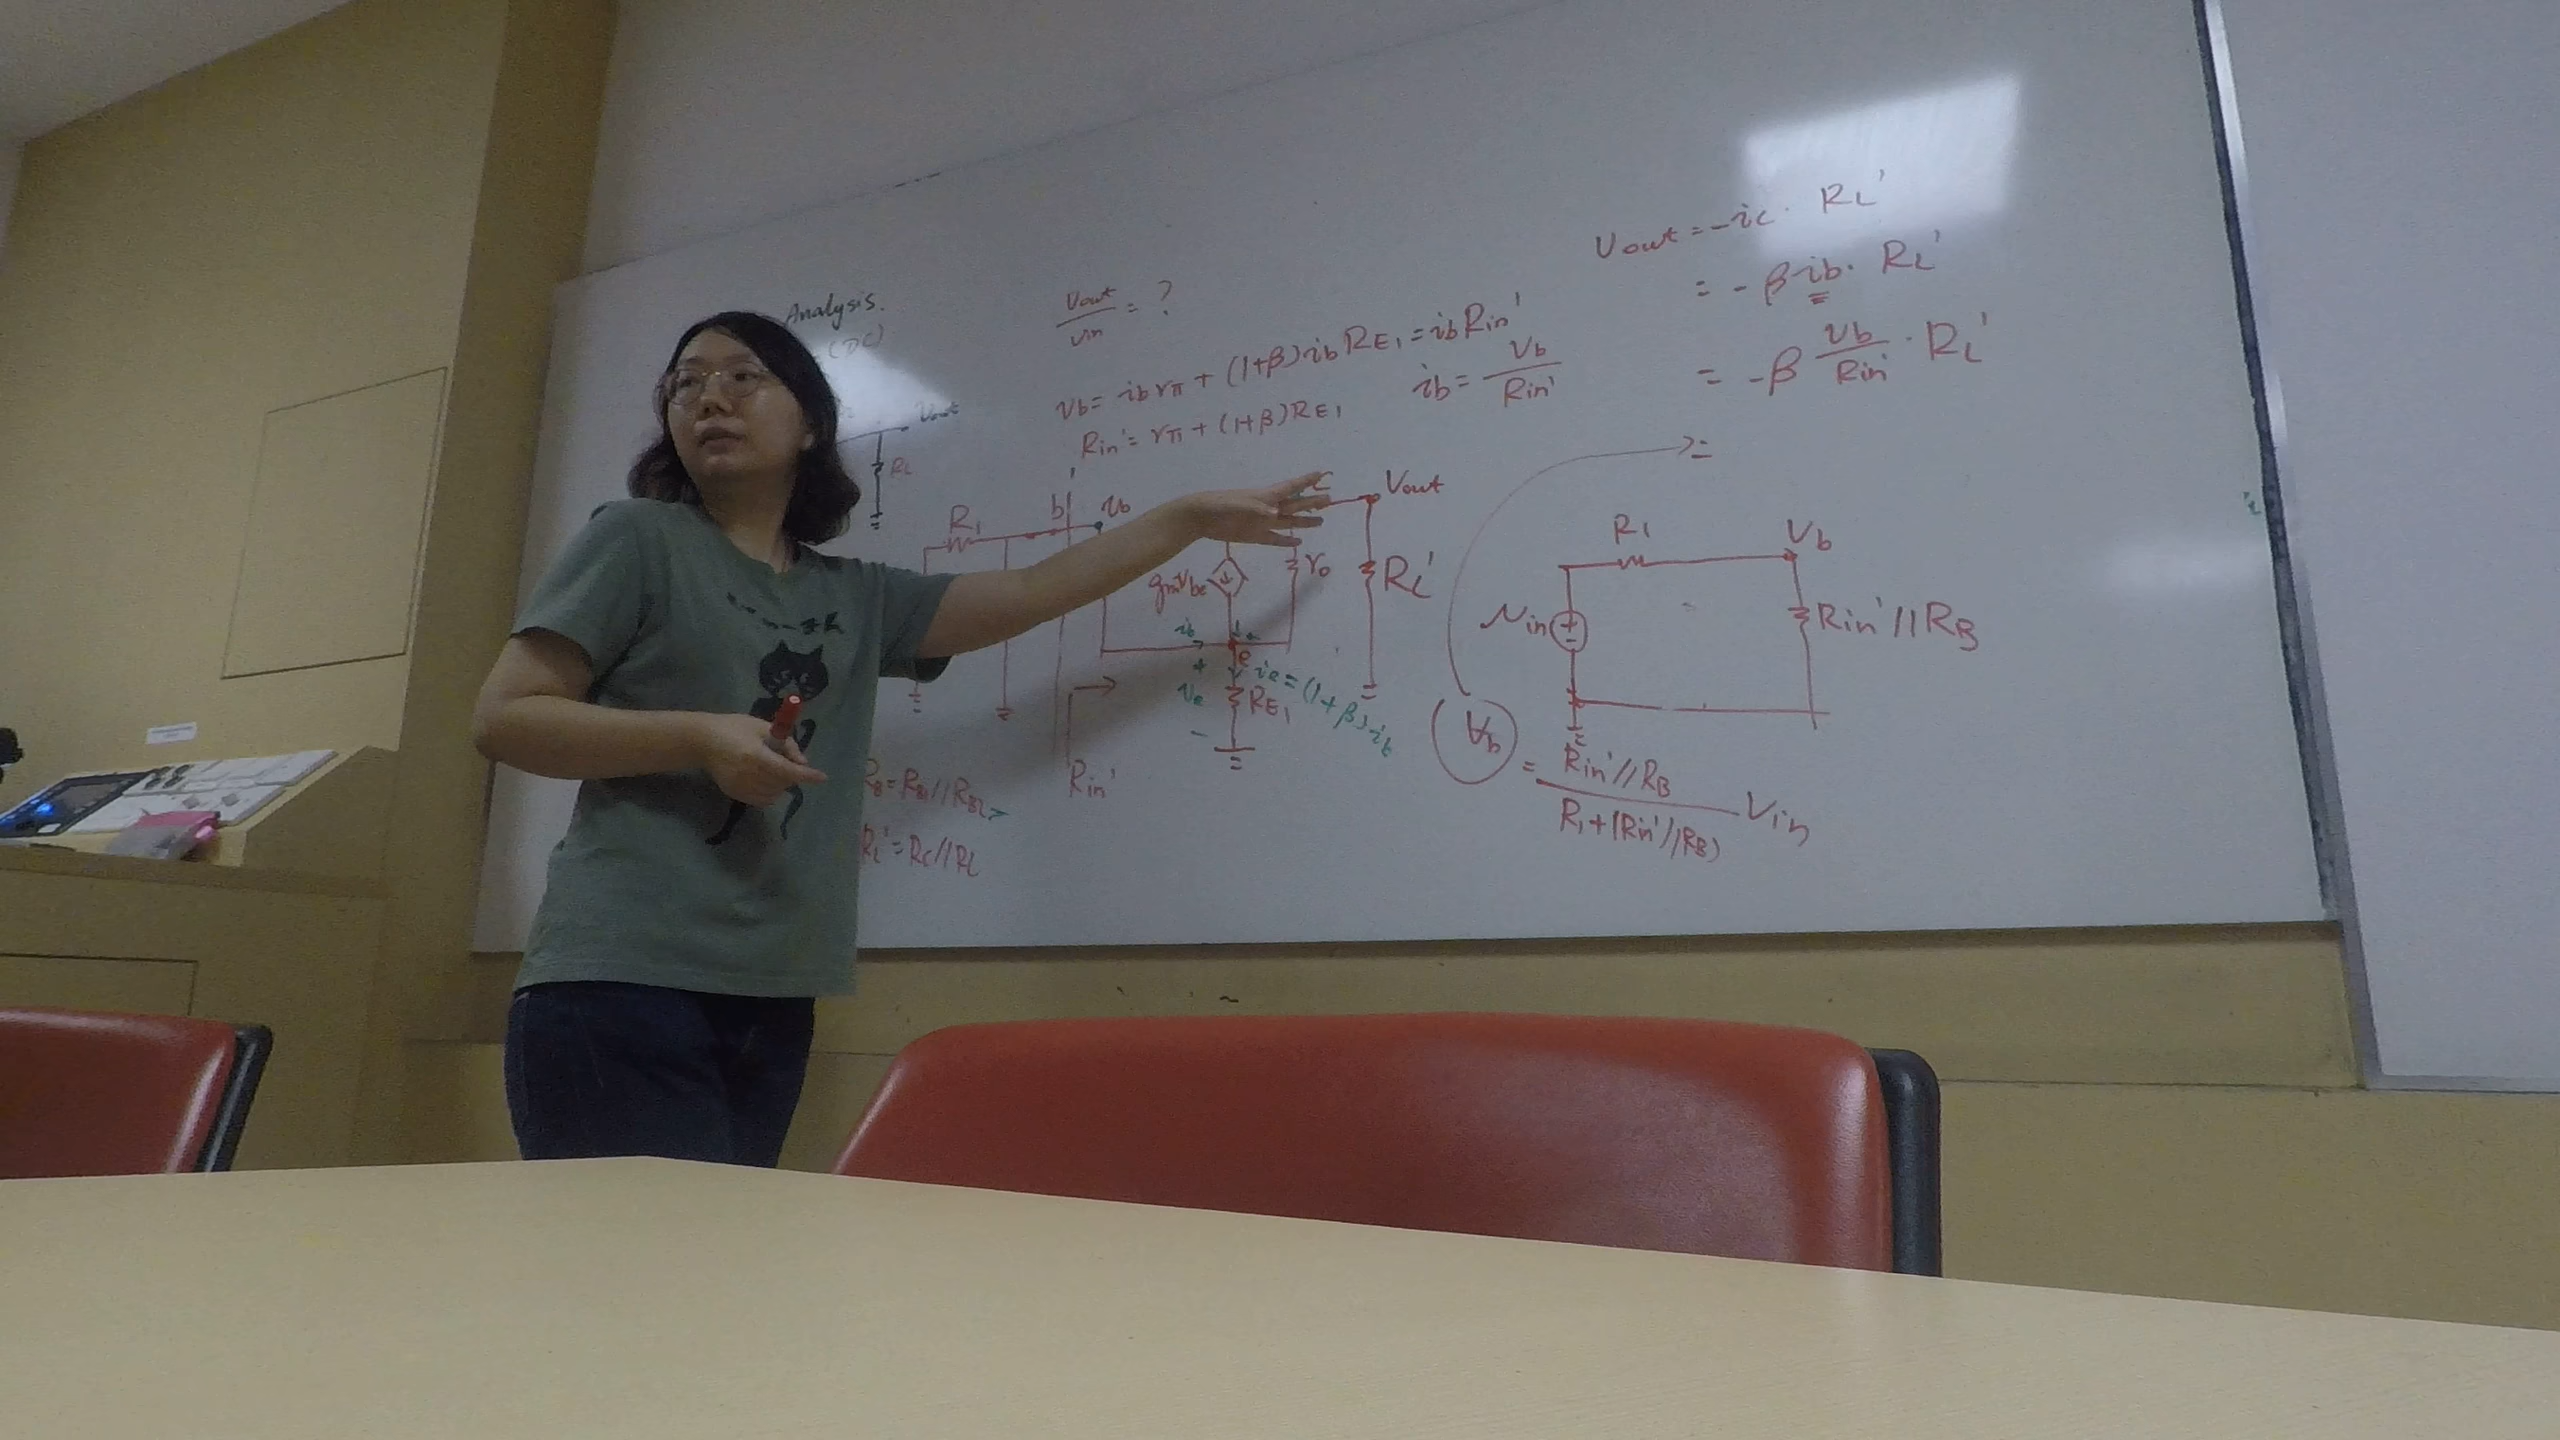 Analysis.
(DC)
Vout
RL
Vout / Vin = ?
Vb = ib rπ + (1+β) ib RE1 = ib Rin'
Rin' = rπ + (1+β)RE1
ib = Vb / Rin'
Vout = -ic · RL'
= -β ib · RL'
= -β Vb / Rin' · RL'
=
R1
b
Vb
C
Vout
gmVbe
ro
RL'
ib
e
+
Ve
-
RE1
ie = (1+β) ib
Rin'
RB = RB1 // RB2
RL' = RC // RL
R1
Vb
Vin
Rin' // RB
Vb = Rin' // RB / R1 + (Rin' // RB) Vin